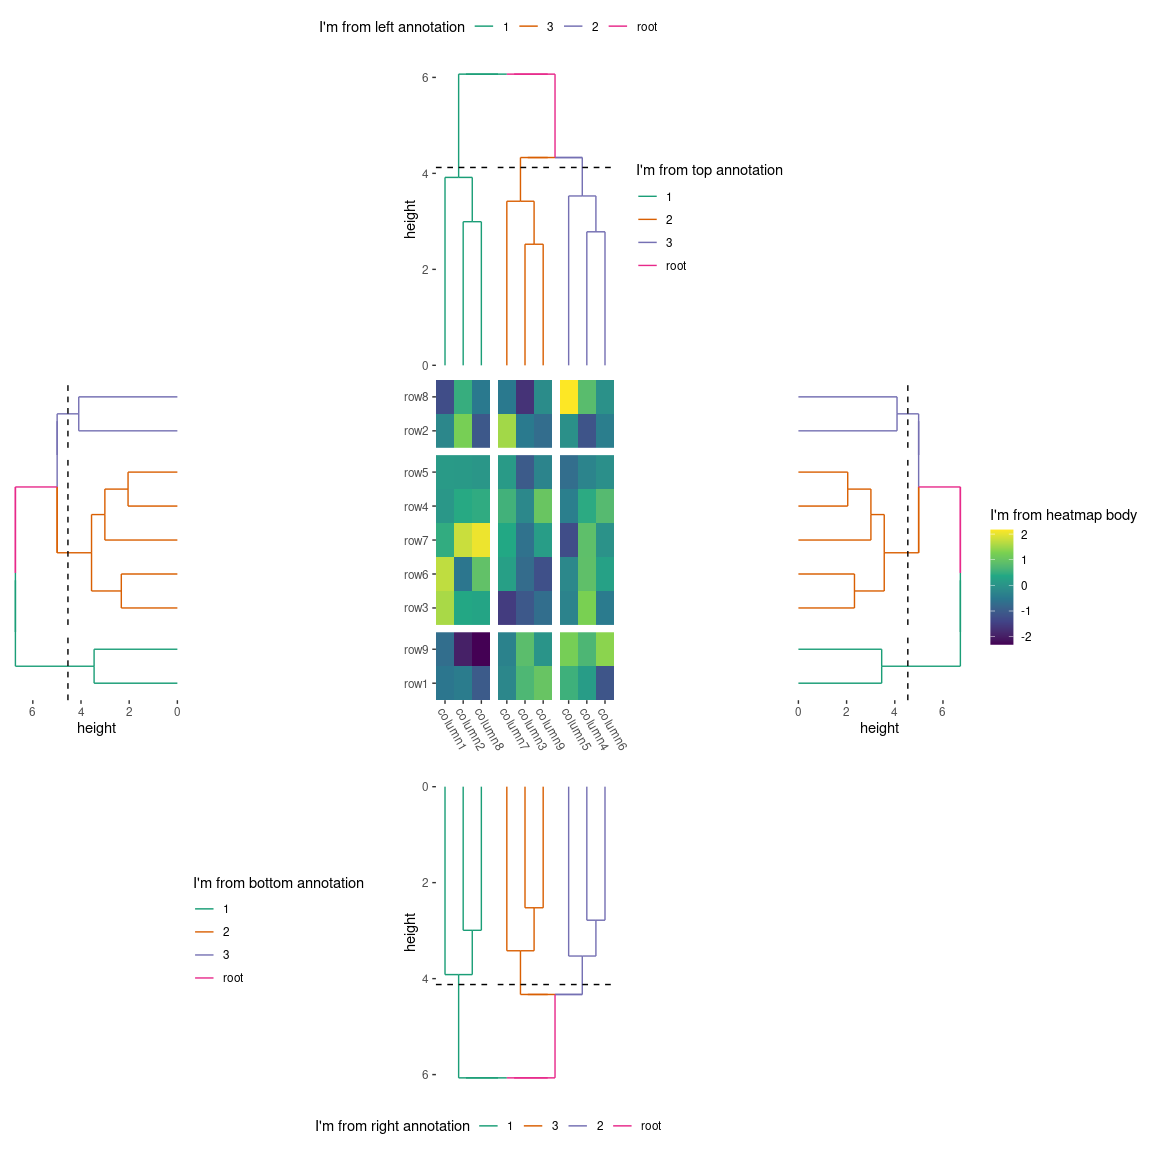 I'm from left annotation 1 3 2 root
6
4
2
0
height
I'm from top annotation
1
2
3
root
row8
row2
row5
row4
row7
row6
row3
row9
row1
6 4 2 0
height
column1 column2 column8 column7 column3 column9 column5 column4 column6
0 2 4 6
height
I'm from heatmap body
2
1
0
-1
-2
0
2
4
6
height
I'm from bottom annotation
1
2
3
root
I'm from right annotation 1 3 2 root